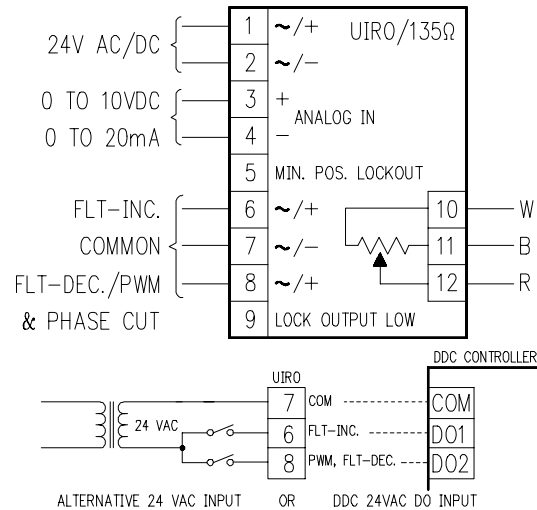 1 ~/+ UIRO/135Ω
24V AC/DC
2 ~/−
0 TO 10VDC 3 +
ANALOG IN
0 TO 20mA 4 −
5 MIN. POS. LOCKOUT
FLT-INC. 6 ~/+ 10 W
COMMON 7 ~/− 11 B
FLT-DEC./PWM 8 ~/+ 12 R
& PHASE CUT 9 LOCK OUTPUT LOW
DDC CONTROLLER
UIRO
7 COM COM
24 VAC 6 FLT-INC. DO1
8 PWM, FLT-DEC. DO2
ALTERNATIVE 24 VAC INPUT OR DDC 24VAC DO INPUT